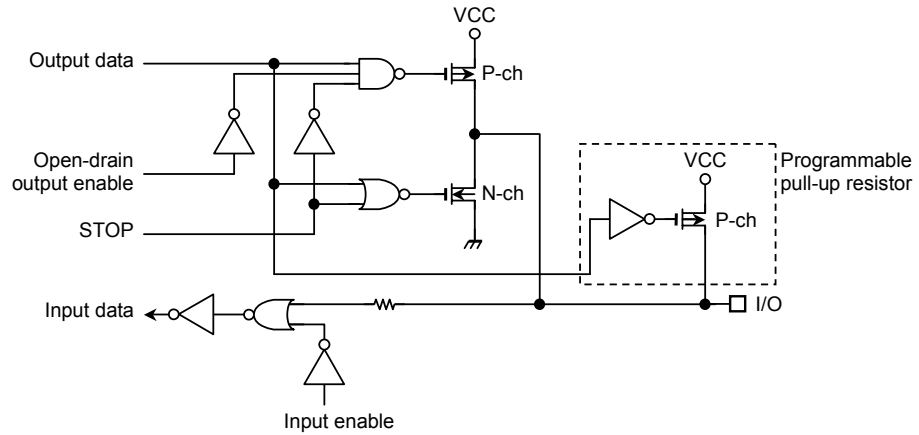 VCC
Output data
P-ch
Open-drain
output enable
N-ch
STOP
VCC
P-ch
Programmable
pull-up resistor
Input data
I/O
Input enable